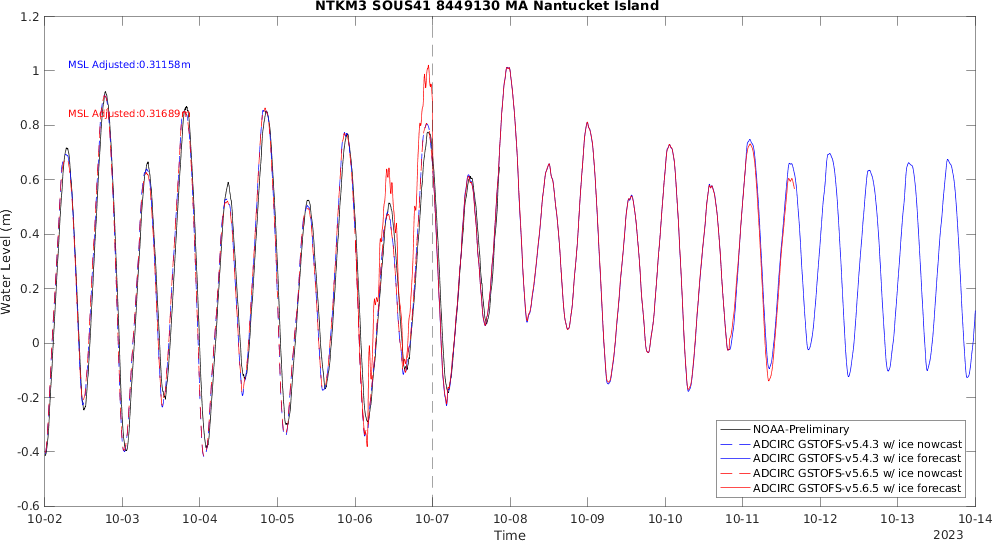 NTKM3 SOUS41 8449130 MA Nantucket Island
1.2
1
0.8
0.6
0.4
0.2
0
-0.2
-0.4
-0.6
Water Level (m)
MSL Adjusted:0.31158m
MSL Adjusted:0.31689m
NOAA-Preliminary
ADCIRC GSTOFS-v5.4.3 w/ ice nowcast
ADCIRC GSTOFS-v5.4.3 w/ ice forecast
ADCIRC GSTOFS-v5.6.5 w/ ice nowcast
ADCIRC GSTOFS-v5.6.5 w/ ice forecast
10-02 10-03 10-04 10-05 10-06 10-07 10-08 10-09 10-10 10-11 10-12 10-13 10-14
Time
2023